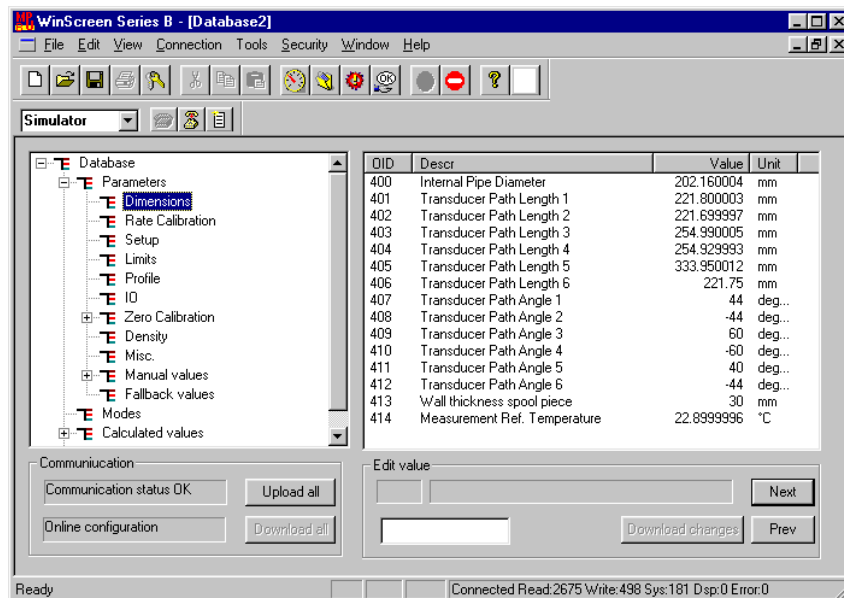 WinScreen Series B - [Database2]
File Edit View Connection Tools Security Window Help
OK
Simulator
Database
Parameters
Dimensions
Rate Calibration
Setup
Limits
Profile
IO
Zero Calibration
Density
Misc.
Manual values
Fallback values
Modes
Calculated values
OID Descr Value Unit
400 Internal Pipe Diameter 202.160004 mm
401 Transducer Path Length 1 221.800003 mm
402 Transducer Path Length 2 221.699997 mm
403 Transducer Path Length 3 254.990005 mm
404 Transducer Path Length 4 254.929993 mm
405 Transducer Path Length 5 333.950012 mm
406 Transducer Path Length 6 221.75 mm
407 Transducer Path Angle 1 44 deg...
408 Transducer Path Angle 2 -44 deg...
409 Transducer Path Angle 3 60 deg...
410 Transducer Path Angle 4 -60 deg...
411 Transducer Path Angle 5 40 deg...
412 Transducer Path Angle 6 -44 deg...
413 Wall thickness spool piece 30 mm
414 Measurement Ref. Temperature 22.8999996 °C
Communiucation
Communication status OK Upload all
Online configuration Download all
Edit value
Next
Download changes Prev
Ready Connected Read:2675 Write:498 Sys:181 Dsp:0 Error:0